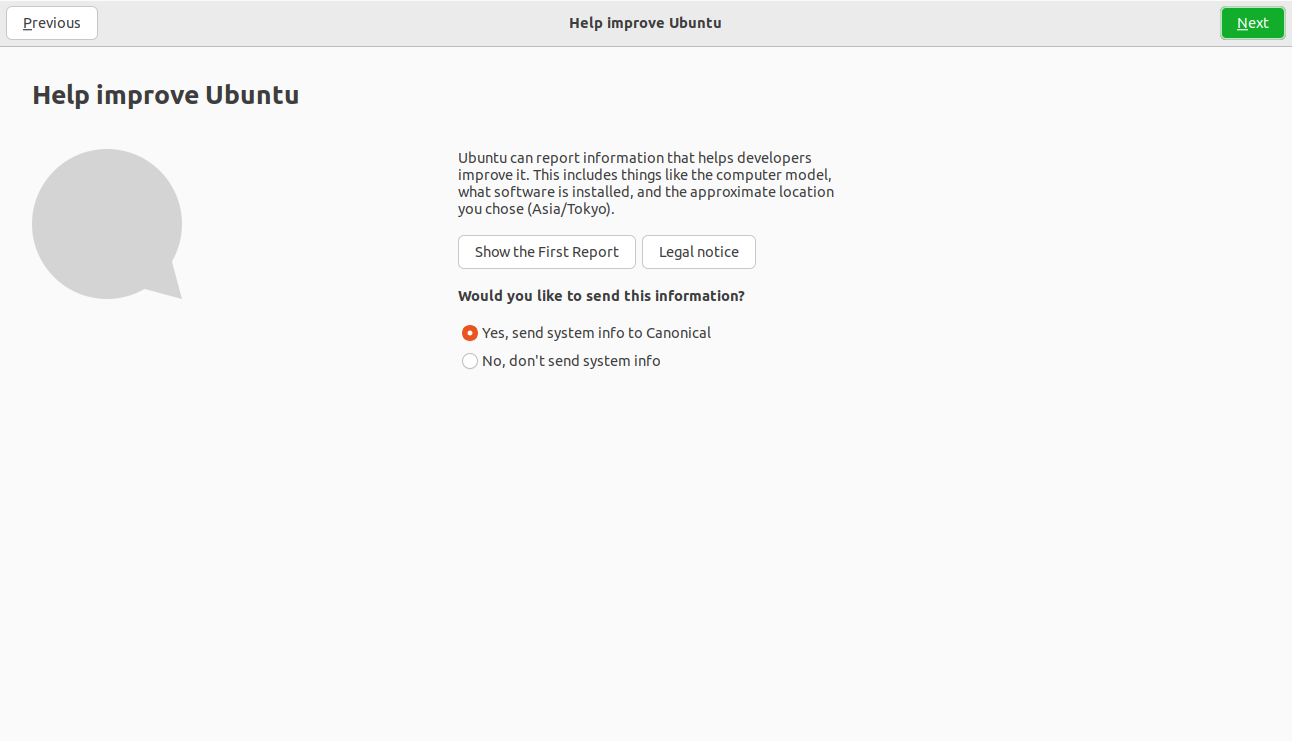 Previous
Help improve Ubuntu
Next
Help improve Ubuntu
Ubuntu can report information that helps developers
improve it. This includes things like the computer model,
what software is installed, and the approximate location
you chose (Asia/Tokyo).
Show the First Report
Legal notice
Would you like to send this information?
Yes, send system info to Canonical
No, don't send system info